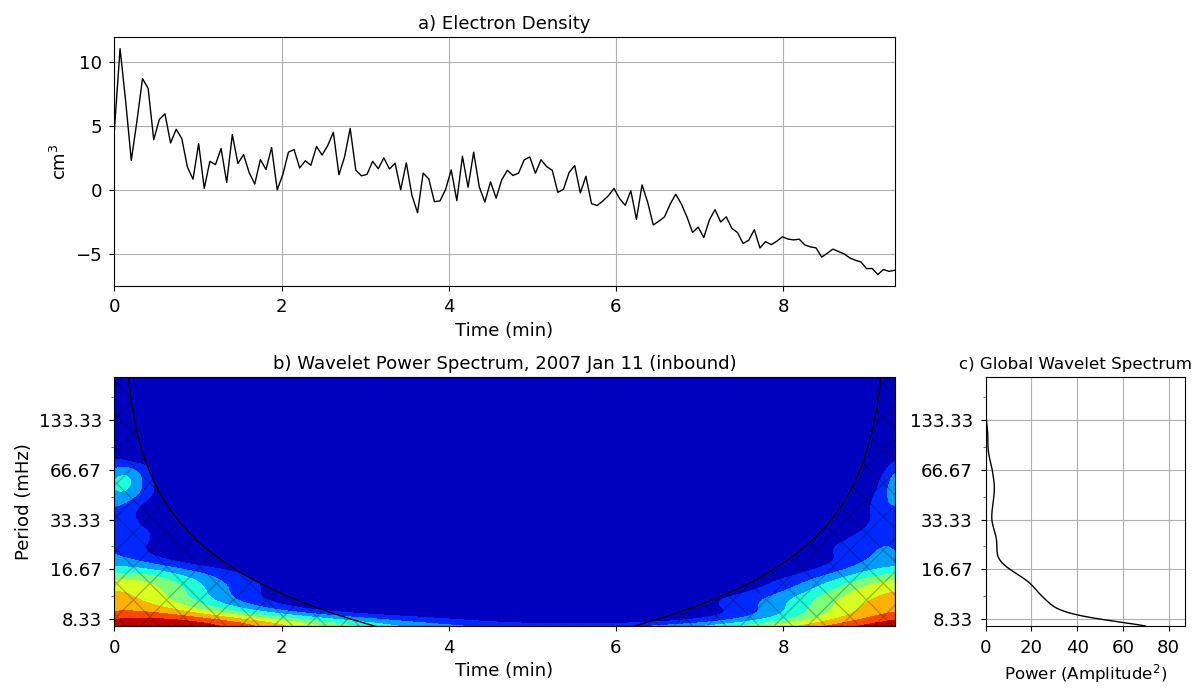 a) Electron Density
10
5
0
−5
cm³
0 2 4 6 8
Time (min)
b) Wavelet Power Spectrum, 2007 Jan 11 (inbound)
133.33
66.67
33.33
16.67
8.33
Period (mHz)
0 2 4 6 8
Time (min)
c) Global Wavelet Spectrum
133.33
66.67
33.33
16.67
8.33
0 20 40 60 80
Power (Amplitude²)